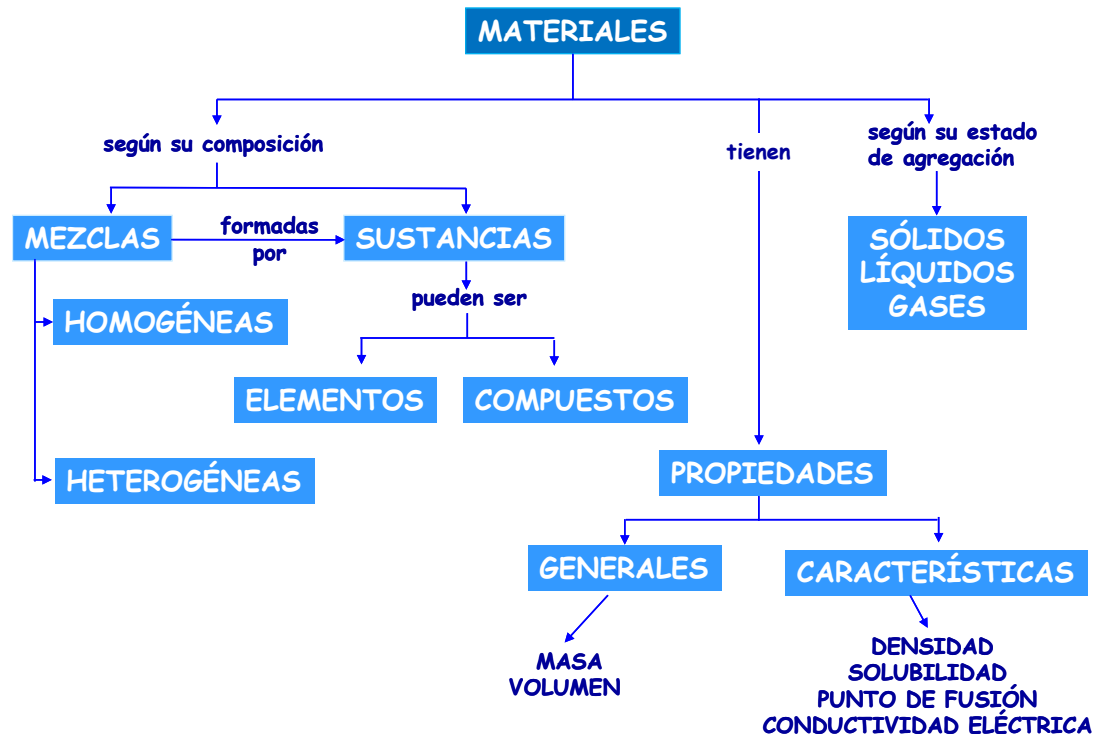 MATERIALES
según su composición
tienen
según su estado
de agregación
MEZCLAS
formadas
por
SUSTANCIAS
SÓLIDOS
LÍQUIDOS
GASES
pueden ser
HOMOGÉNEAS
ELEMENTOS
COMPUESTOS
HETEROGÉNEAS
PROPIEDADES
GENERALES
CARACTERÍSTICAS
MASA
VOLUMEN
DENSIDAD
SOLUBILIDAD
PUNTO DE FUSIÓN
CONDUCTIVIDAD ELÉCTRICA